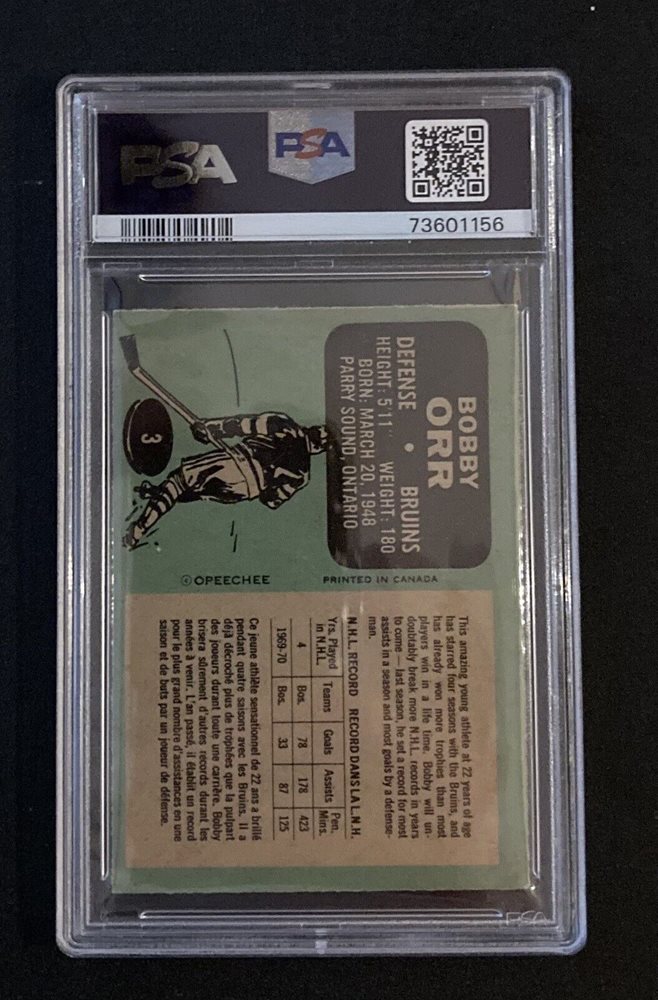 PSA
PSA
73601156
BOBBY
ORR
DEFENSE • BRUINS
HEIGHT: 5'11" WEIGHT: 180
BORN: MARCH 20, 1948
PARRY SOUND, ONTARIO
3
© OPEECHEE
PRINTED IN CANADA
This amazing young athlete at 22 years of age
has starred four seasons with the Bruins, and
has already won more trophies than most
players win in a life time. Bobby will un-
doubtably break more N.H.L. records in years
to come — last season, he set a record for most
assists in a season and most goals by a defense-
man.
N.H.L. RECORD RECORD DANS LA L.N.H.
Yrs. Played in N.H.L. Teams Goals Assists Pen. Mins.
4 Bos. 78 178 423
1969-70 Bos. 33 87 125
Ce jeune athlète sensationnel de 22 ans a brillé
pendant quatre saisons avec les Bruins. Il a
déjà décroché plus de trophées que la pulpart
des joueurs durant toute une carrière. Bobby
brisera sûrement d'autres records durant les
années à venir. L'an passé, il établit un record
pour le plus grand nombre d'assistances en une
saison et de buts par un joueur de défense.
PSA